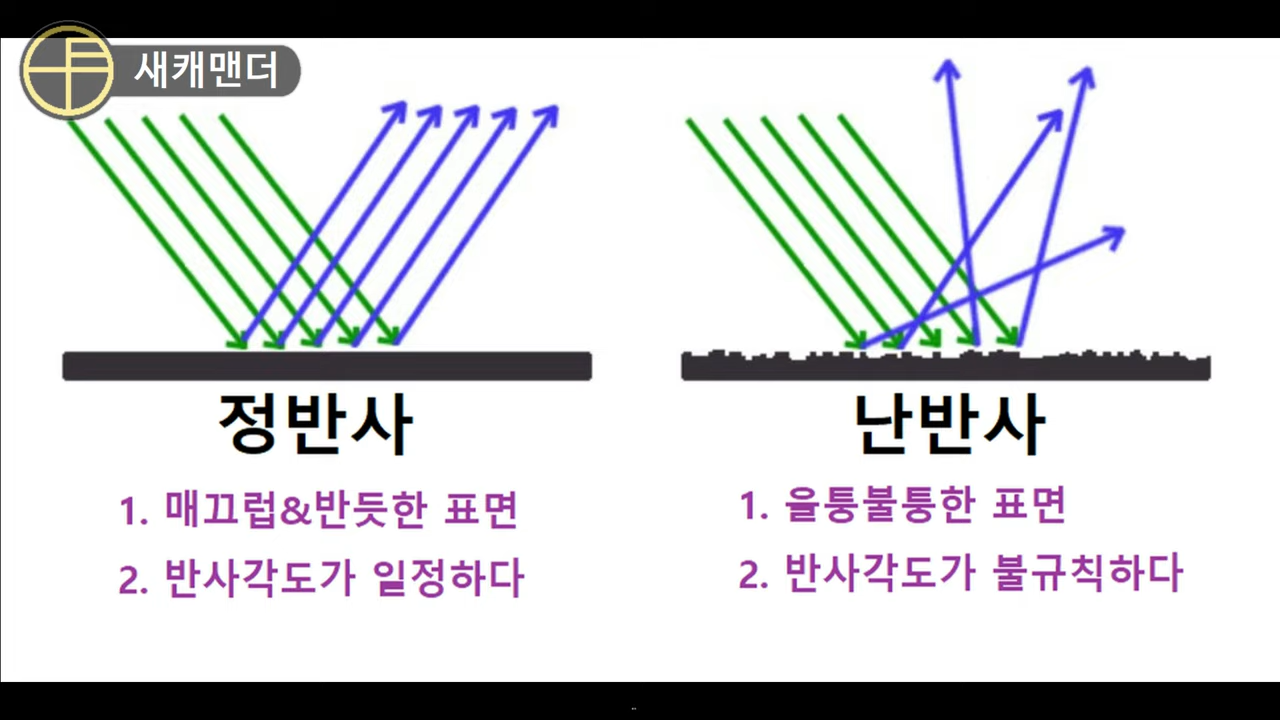 새캐맨더
정반사
1. 매끄럽&반듯한 표면
2. 반사각도가 일정하다
난반사
1. 을퉁불퉁한 표면
2. 반사각도가 불규칙하다